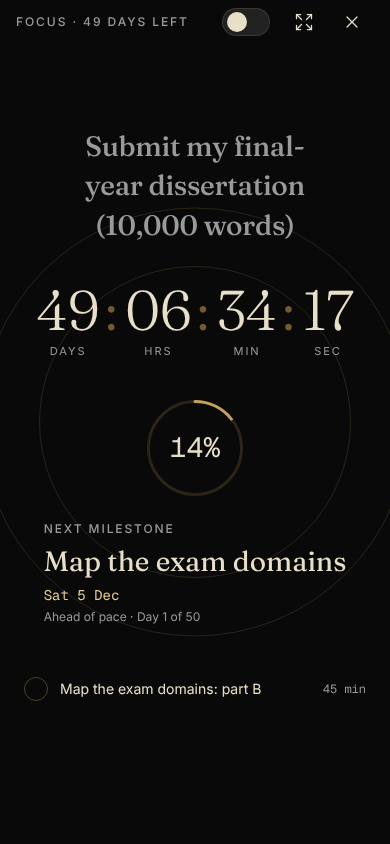 FOCUS · 49 DAYS LEFT
Submit my final-
year dissertation
(10,000 words)
49:06:34:17
DAYS HRS MIN SEC
14%
NEXT MILESTONE
Map the exam domains
Sat 5 Dec
Ahead of pace · Day 1 of 50
Map the exam domains: part B 45 min